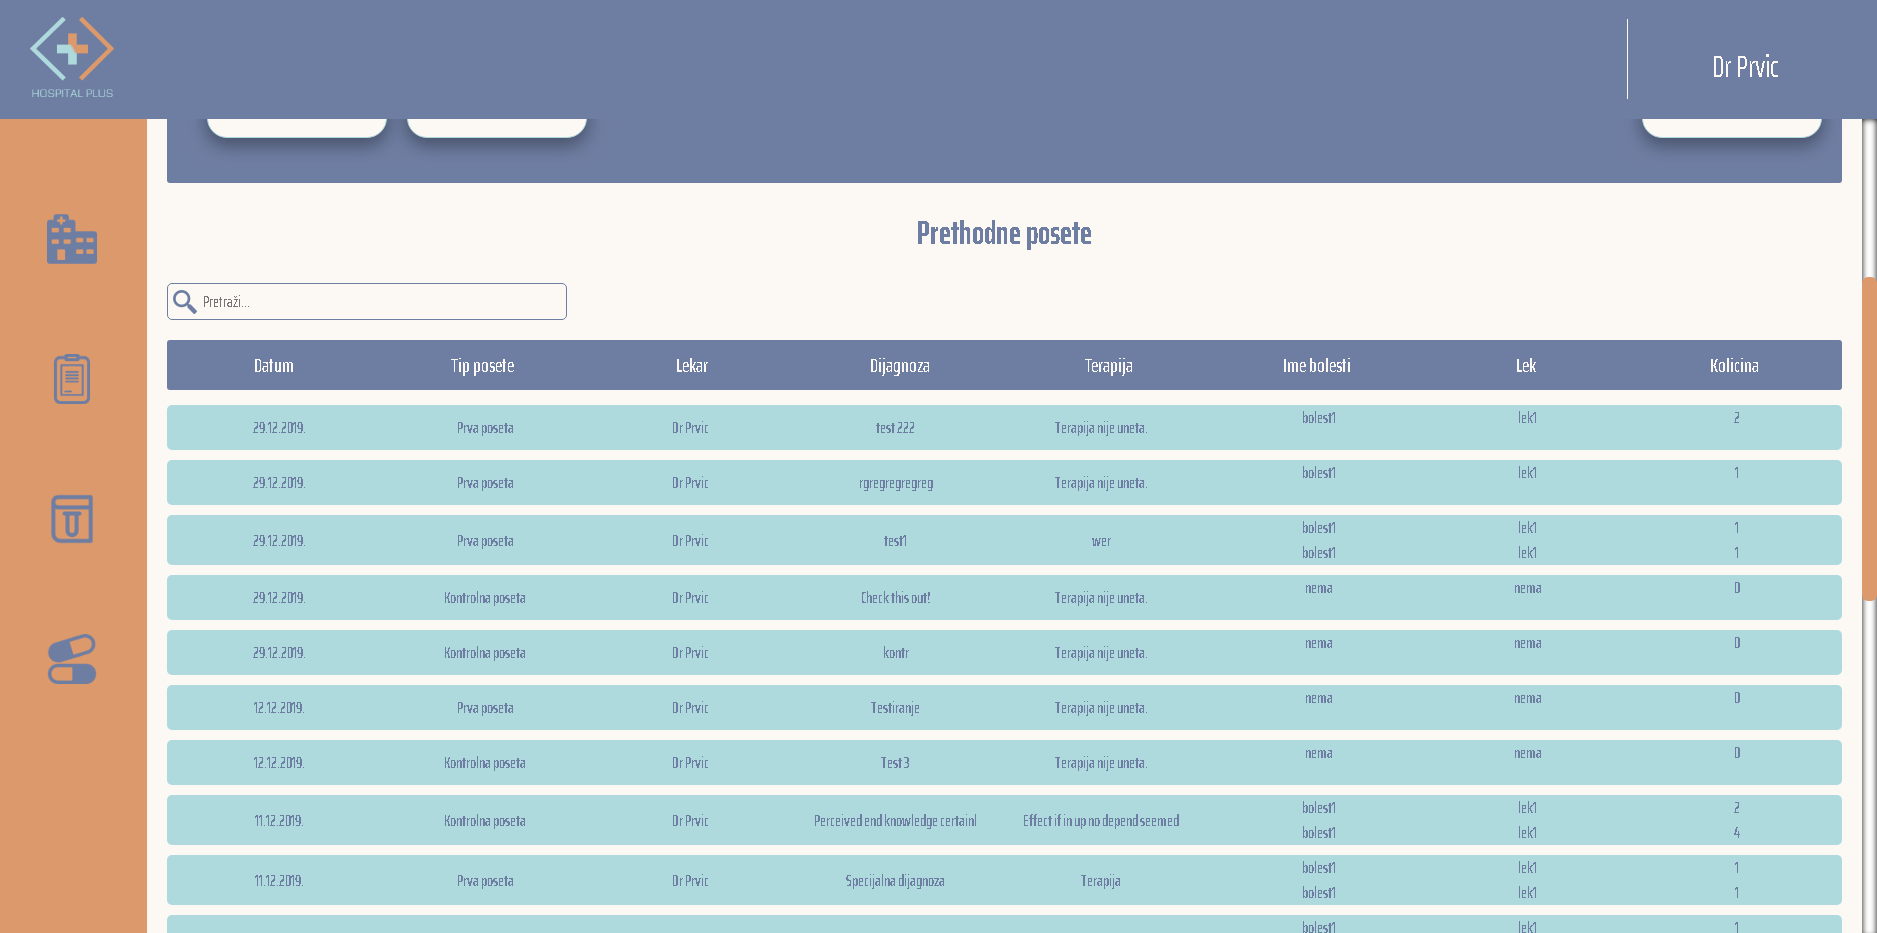 HOSPITAL PLUS
Dr Prvic
Prethodne posete
Pretraži...
Datum Tip posete Lekar Dijagnoza Terapija Ime bolesti Lek Kolicina
29.12.2019. Prva poseta Dr Prvic test 222 Terapija nije uneta. bolest1 lek1 2
29.12.2019. Prva poseta Dr Prvic rgregregregreg Terapija nije uneta. bolest1 lek1 1
29.12.2019. Prva poseta Dr Prvic test1 wer bolest1 lek1 1
bolest1 lek1 1
29.12.2019. Kontrolna poseta Dr Prvic Check this out! Terapija nije uneta. nema nema 0
29.12.2019. Kontrolna poseta Dr Prvic kontr Terapija nije uneta. nema nema 0
12.12.2019. Prva poseta Dr Prvic Testiranje Terapija nije uneta. nema nema 0
12.12.2019. Kontrolna poseta Dr Prvic Test 3 Terapija nije uneta. nema nema 0
11.12.2019. Kontrolna poseta Dr Prvic Perceived end knowledge certainl Effect if in up no depend seemed bolest1 lek1 2
bolest1 lek1 4
11.12.2019. Prva poseta Dr Prvic Specijalna dijagnoza Terapija bolest1 lek1 1
bolest1 lek1 1
bolest1 lek1 1